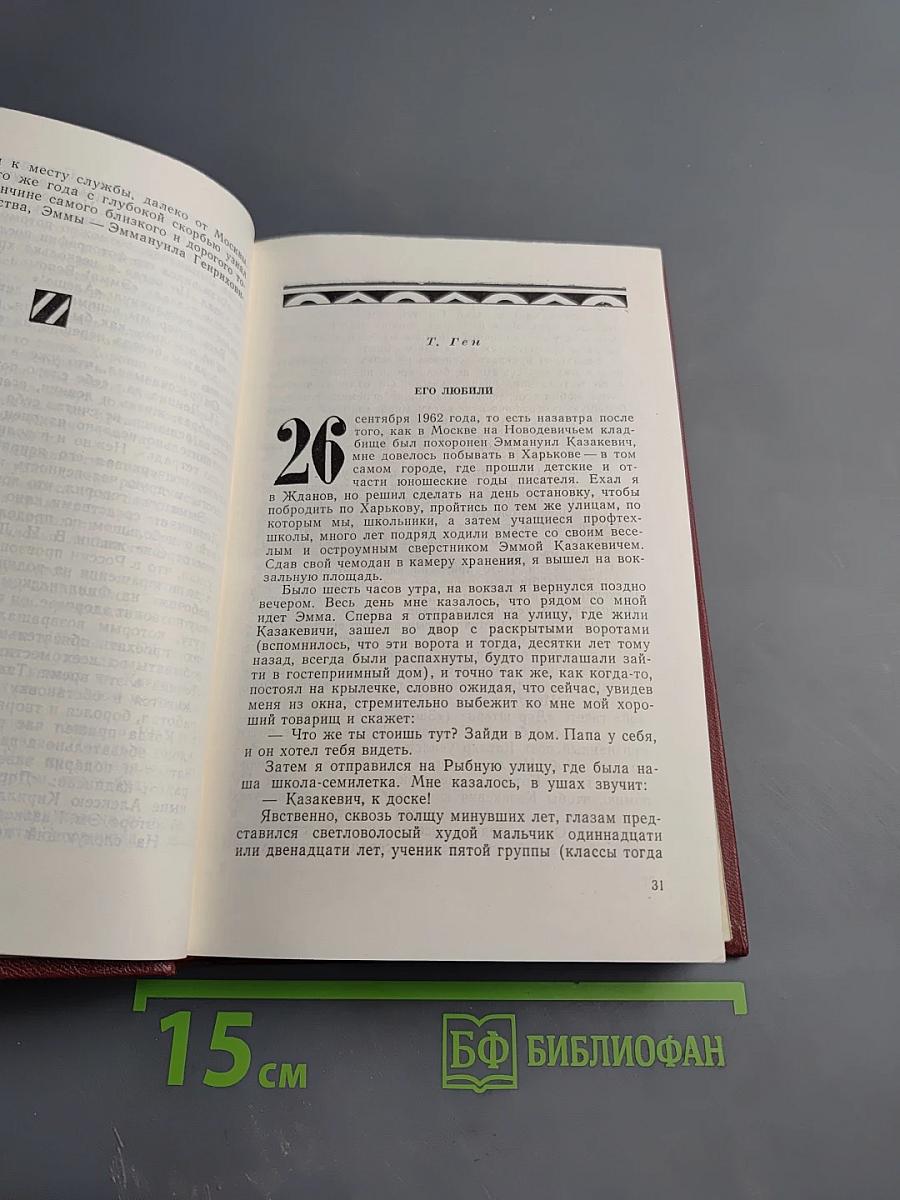 к месту службы, далеко от Москвы
го же года с глубокой скорбью узнал
нчине самого близкого и дорогого то-
ства, Эммы — Эммануила Генрихови-
Т. Ген
ЕГО ЛЮБИЛИ
26 сентября 1962 года, то есть назавтра после
того, как в Москве на Новодевичьем клад-
бище был похоронен Эммануил Казакевич,
мне довелось побывать в Харькове — в том
самом городе, где прошли детские и от-
части юношеские годы писателя. Ехал я
в Жданов, но решил сделать на день остановку, чтобы
побродить по Харькову, пройтись по тем же улицам, по
которым мы, школьники, а затем учащиеся профтех-
школы, много лет подряд ходили вместе со своим весе-
лым и остроумным сверстником Эммой Казакевичем.
Сдав свой чемодан в камеру хранения, я вышел на вок-
зальную площадь.
Было шесть часов утра, на вокзал я вернулся поздно
вечером. Весь день мне казалось, что рядом со мной
идет Эмма. Сперва я отправился на улицу, где жили
Казакевичи, зашел во двор с раскрытыми воротами
(вспомнилось, что эти ворота и тогда, десятки лет тому
назад, всегда были распахнуты, будто приглашали зай-
ти в гостеприимный дом), и точно так же, как когда-то,
постоял на крылечке, словно ожидая, что сейчас, увидев
меня из окна, стремительно выбежит ко мне мой хоро-
ший товарищ и скажет:
— Что же ты стоишь тут? Зайди в дом. Папа у себя,
и он хотел тебя видеть.
Затем я отправился на Рыбную улицу, где была на-
ша школа-семилетка. Мне казалось, в ушах звучит:
— Казакевич, к доске!
Явственно, сквозь толщу минувших лет, глазам пред-
ставился светловолосый худой мальчик одиннадцати
или двенадцати лет, ученик пятой группы (классы тогда
31
15 см
БФ БИБЛИОФАН